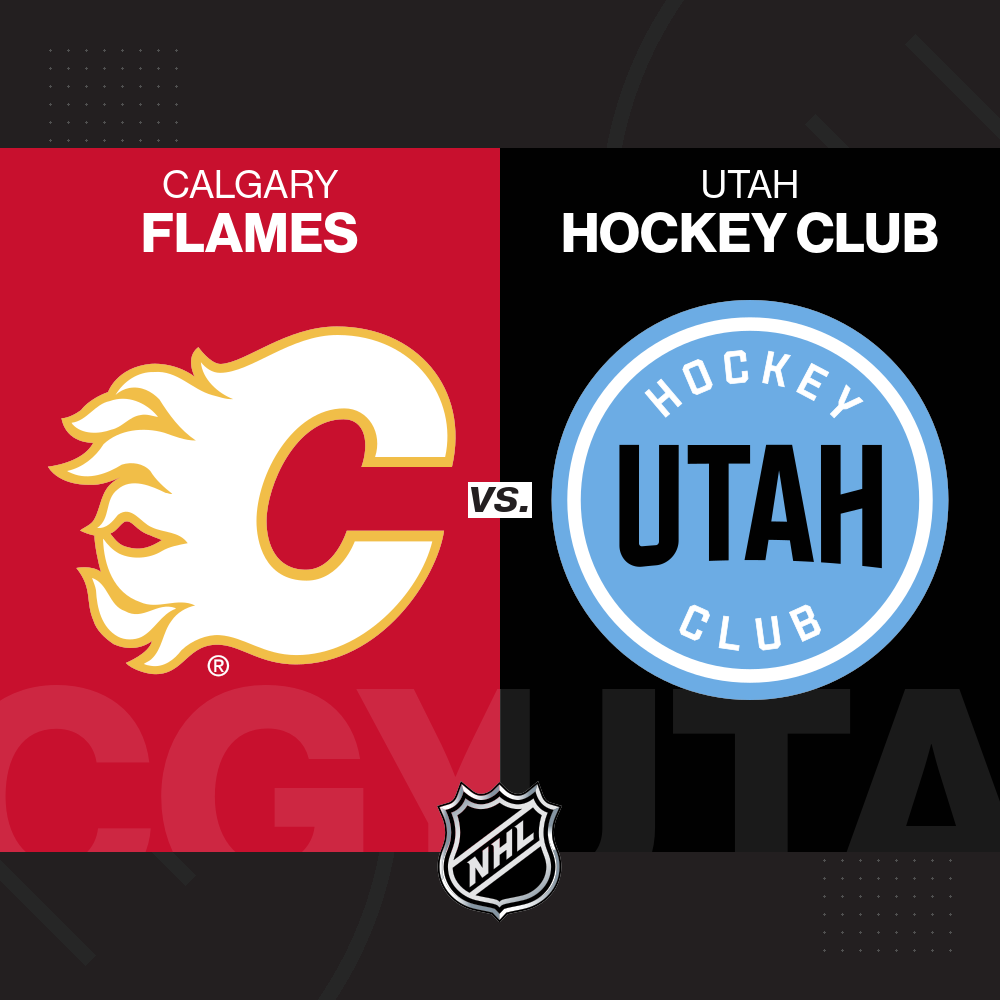 CALGARY
FLAMES
UTAH
HOCKEY CLUB
C
®
vs.
HOCKEY
UTAH
CLUB
CGY
UTA
NHL